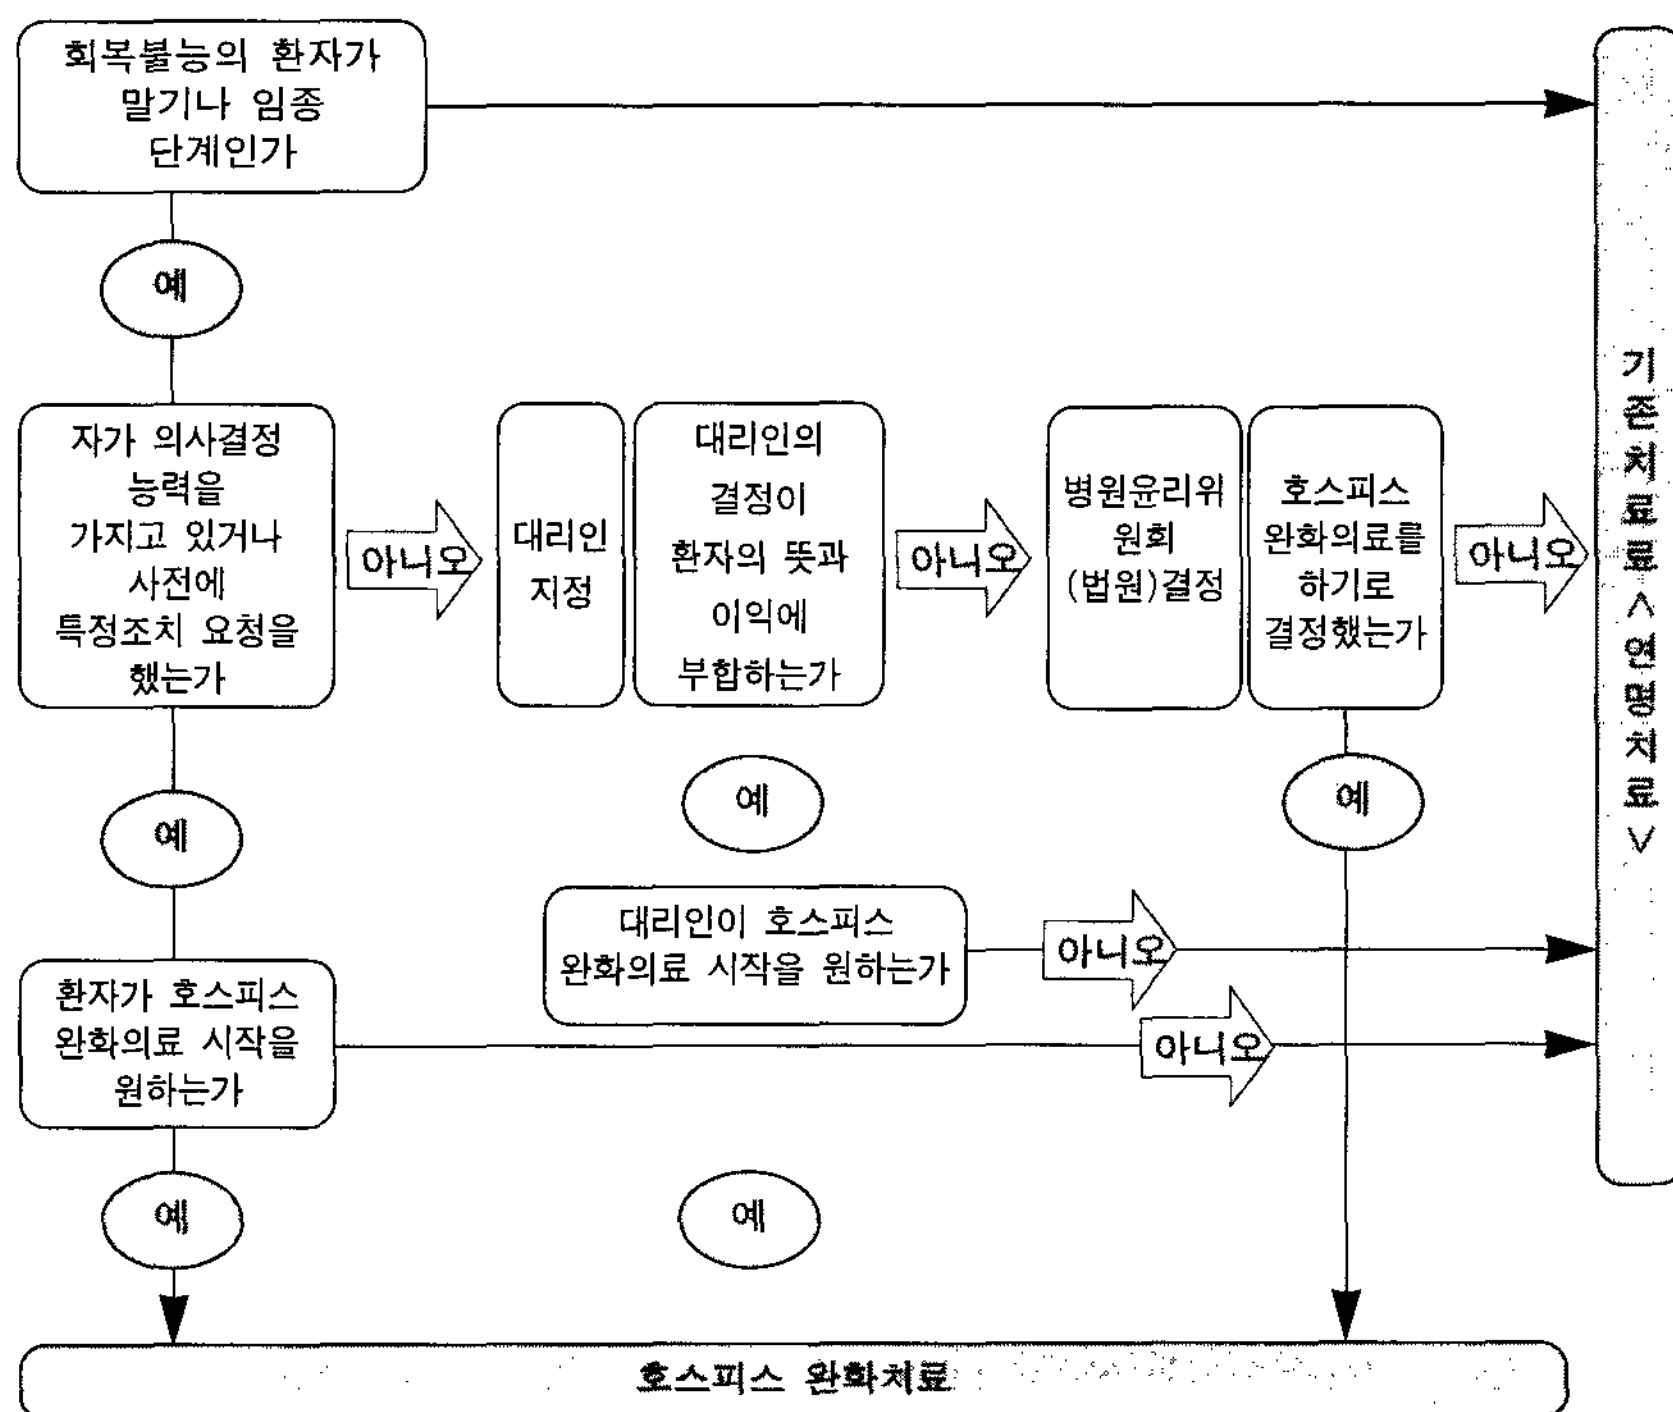 회복불능의 환자가
말기나 임종
단계인가
예
자가 의사결정
능력을
가지고 있거나
사전에
특정조치 요청을
했는가
아니오
대리인
지정
대리인의
결정이
환자의 뜻과
이익에
부합하는가
아니오
병원윤리위
원회
(법원)결정
호스피스
완화의료를
하기로
결정했는가
아니오
예
예
예
대리인이 호스피스
완화의료 시작을 원하는가
아니오
환자가 호스피스
완화의료 시작을
원하는가
아니오
예
예
호스피스 완화치료
기존치료<연명치료>